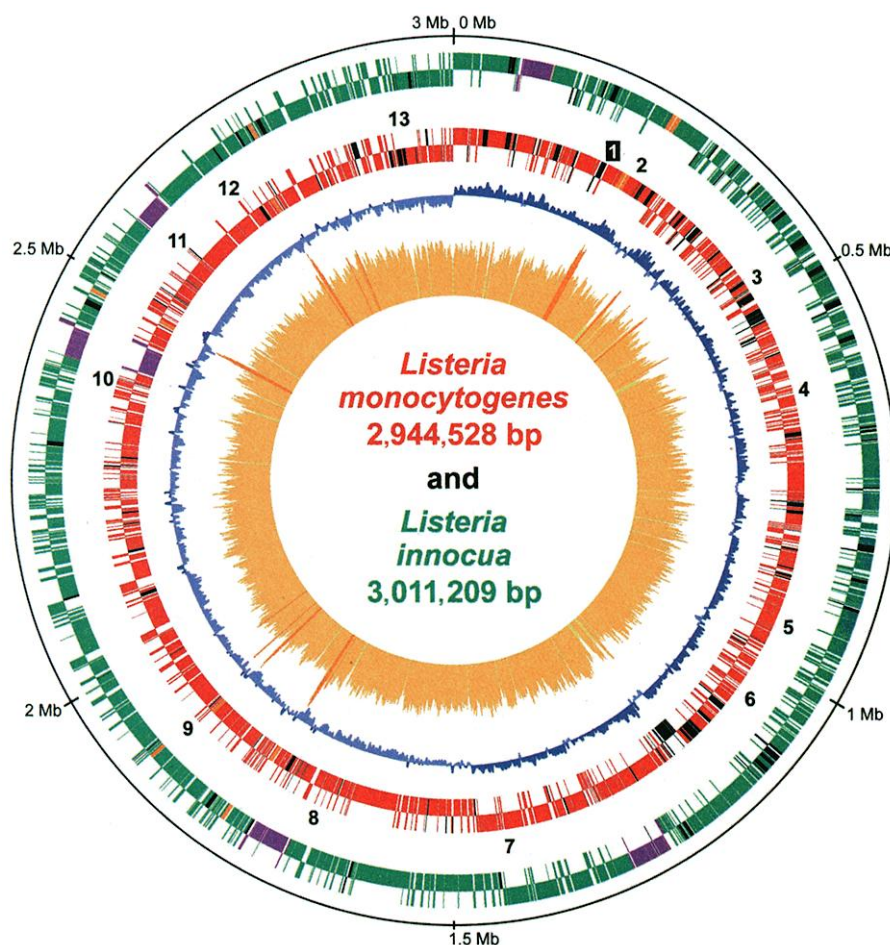 3 Mb 0 Mb
13
1
2
12
2.5 Mb
11
0.5 Mb
3
10
4
Listeria
monocytogenes
2,944,528 bp
and
Listeria
innocua
3,011,209 bp
5
6
2 Mb
1 Mb
9
8
7
1.5 Mb